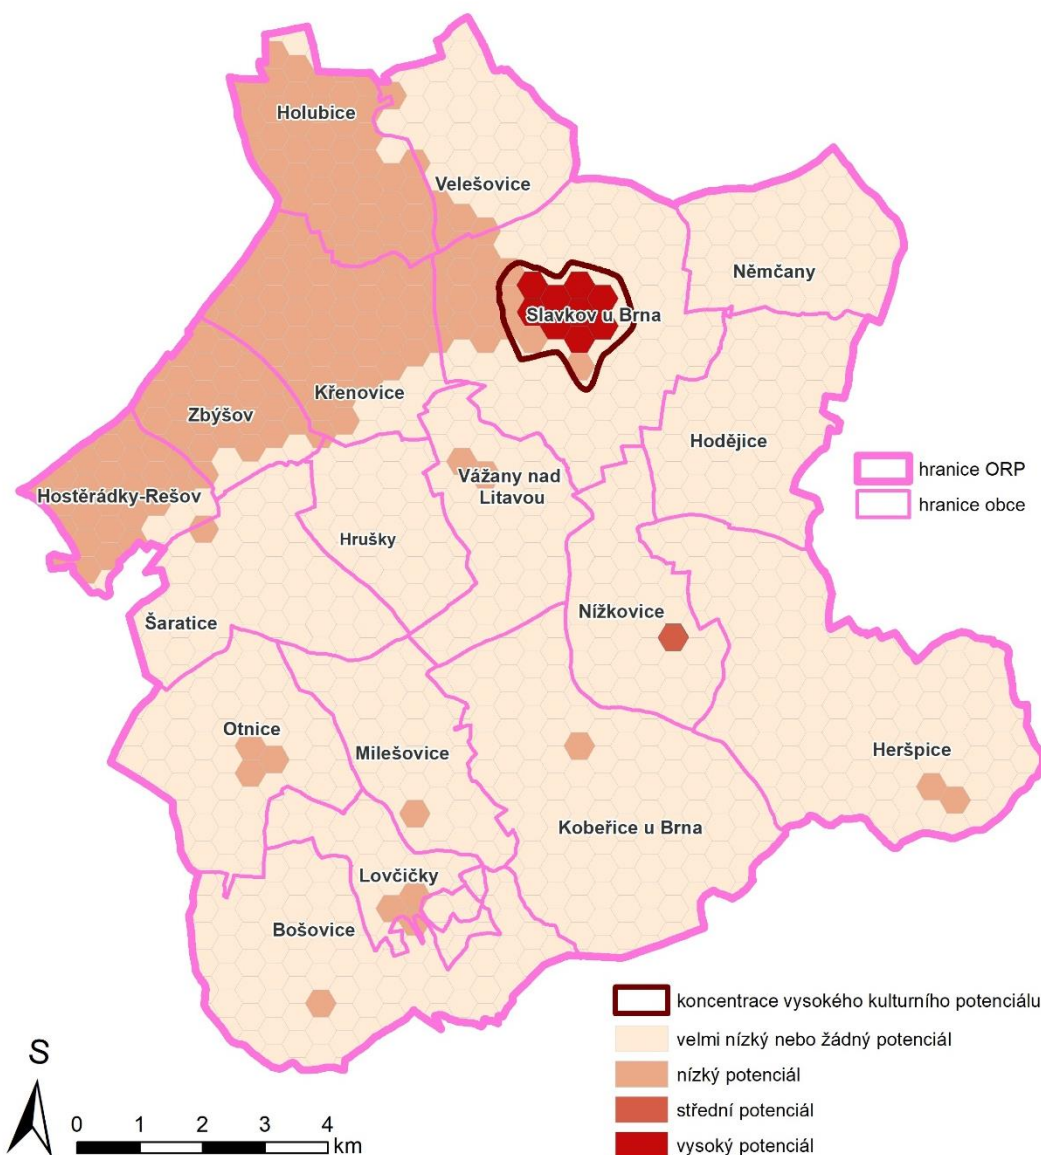 Holubice
Velešovice
Němčany
Slavkov u Brna
Křenovice
Zbýšov
Hodějice
hranice ORP
hranice obce
Vážany nad
Litavou
Hostěrádky-Rešov
Hrušky
Nížkovice
Šaratice
Otnice
Milešovice
Heršpice
Kobeřice u Brna
Lovčičky
Bošovice
koncentrace vysokého kulturního potenciálu
velmi nízký nebo žádný potenciál
nízký potenciál
střední potenciál
vysoký potenciál
S
0 1 2 3 4
km